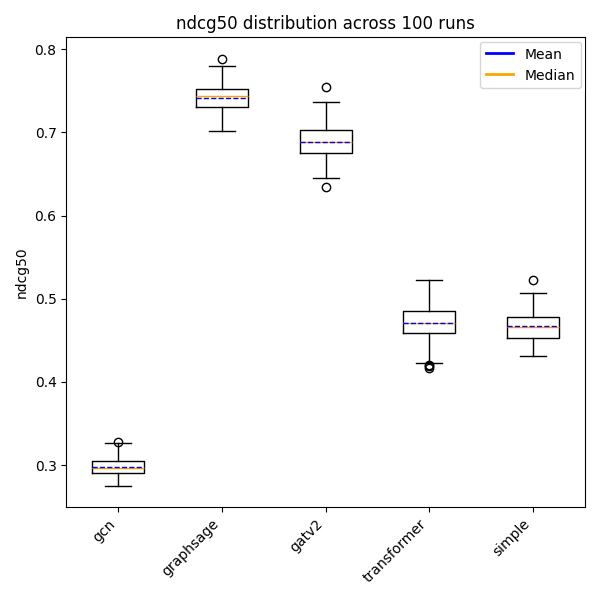 ndcg50 distribution across 100 runs
Mean
Median
ndcg50
0.8
0.7
0.6
0.5
0.4
0.3
gcn
graphsage
gatv2
transformer
simple